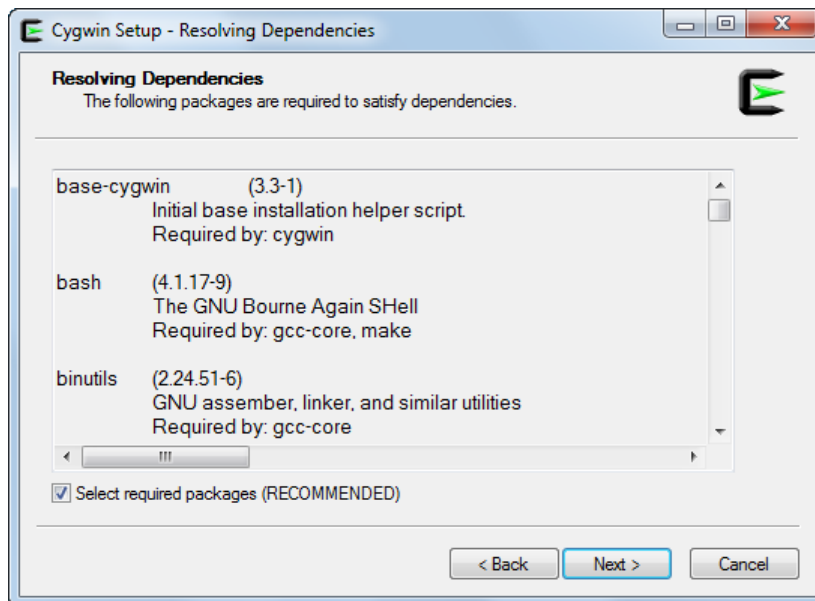 Cygwin Setup - Resolving Dependencies
Resolving Dependencies
The following packages are required to satisfy dependencies.
base-cygwin (3.3-1)
Initial base installation helper script.
Required by: cygwin
bash (4.1.17-9)
The GNU Bourne Again SHell
Required by: gcc-core, make
binutils (2.24.51-6)
GNU assember, linker, and similar utilities
Required by: gcc-core
Select required packages (RECOMMENDED)
< Back Next > Cancel